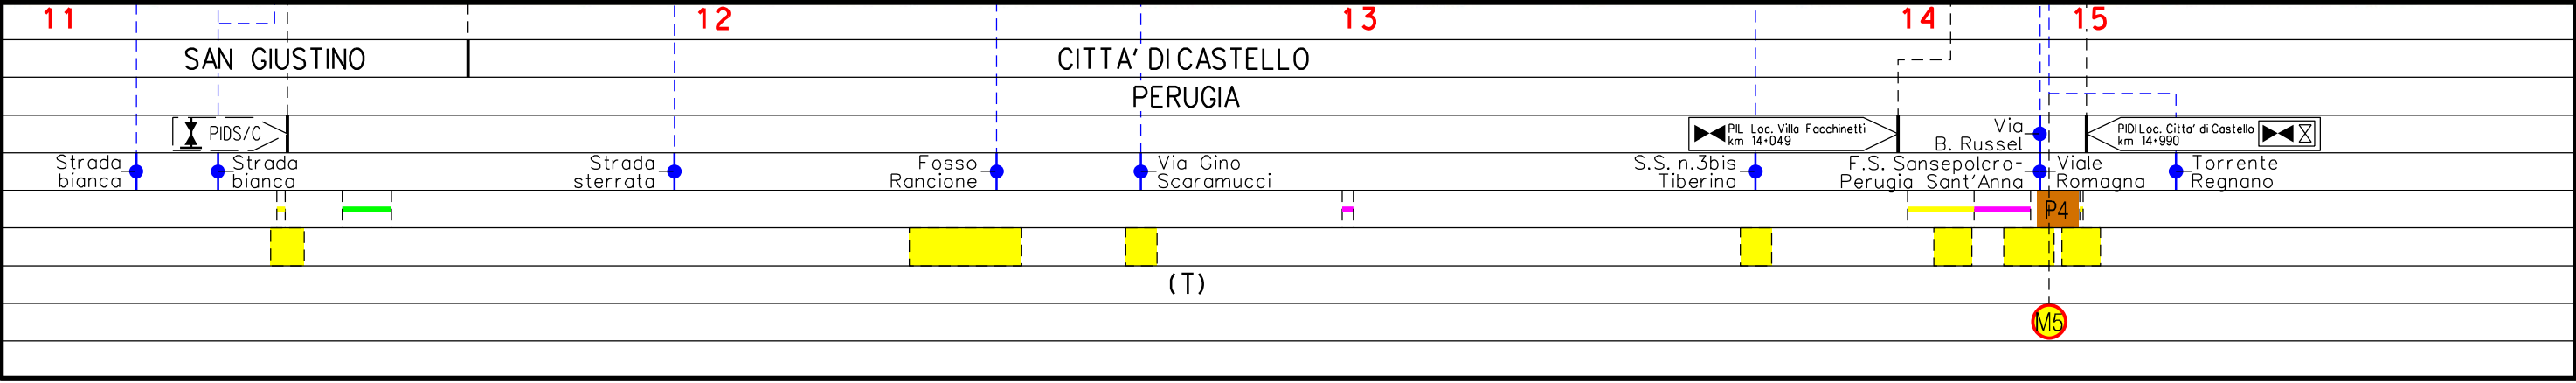 11 12 13 14 15
SAN GIUSTINO CITTA' DI CASTELLO
PERUGIA
PIDS/C
PIL Loc. Villa Facchinetti
km 14+049
Via
B. Russel
PIDI Loc. Citta' di Castello
km 14+990
Strada
bianca
Strada
bianca
Strada
sterrata
Fosso
Rancione
Via Gino
Scaramucci
S.S. n.3bis
Tiberina
F.S. Sansepolcro-
Perugia Sant'Anna
Viale
Romagna
Torrente
Regnano
P4
(T)
M5